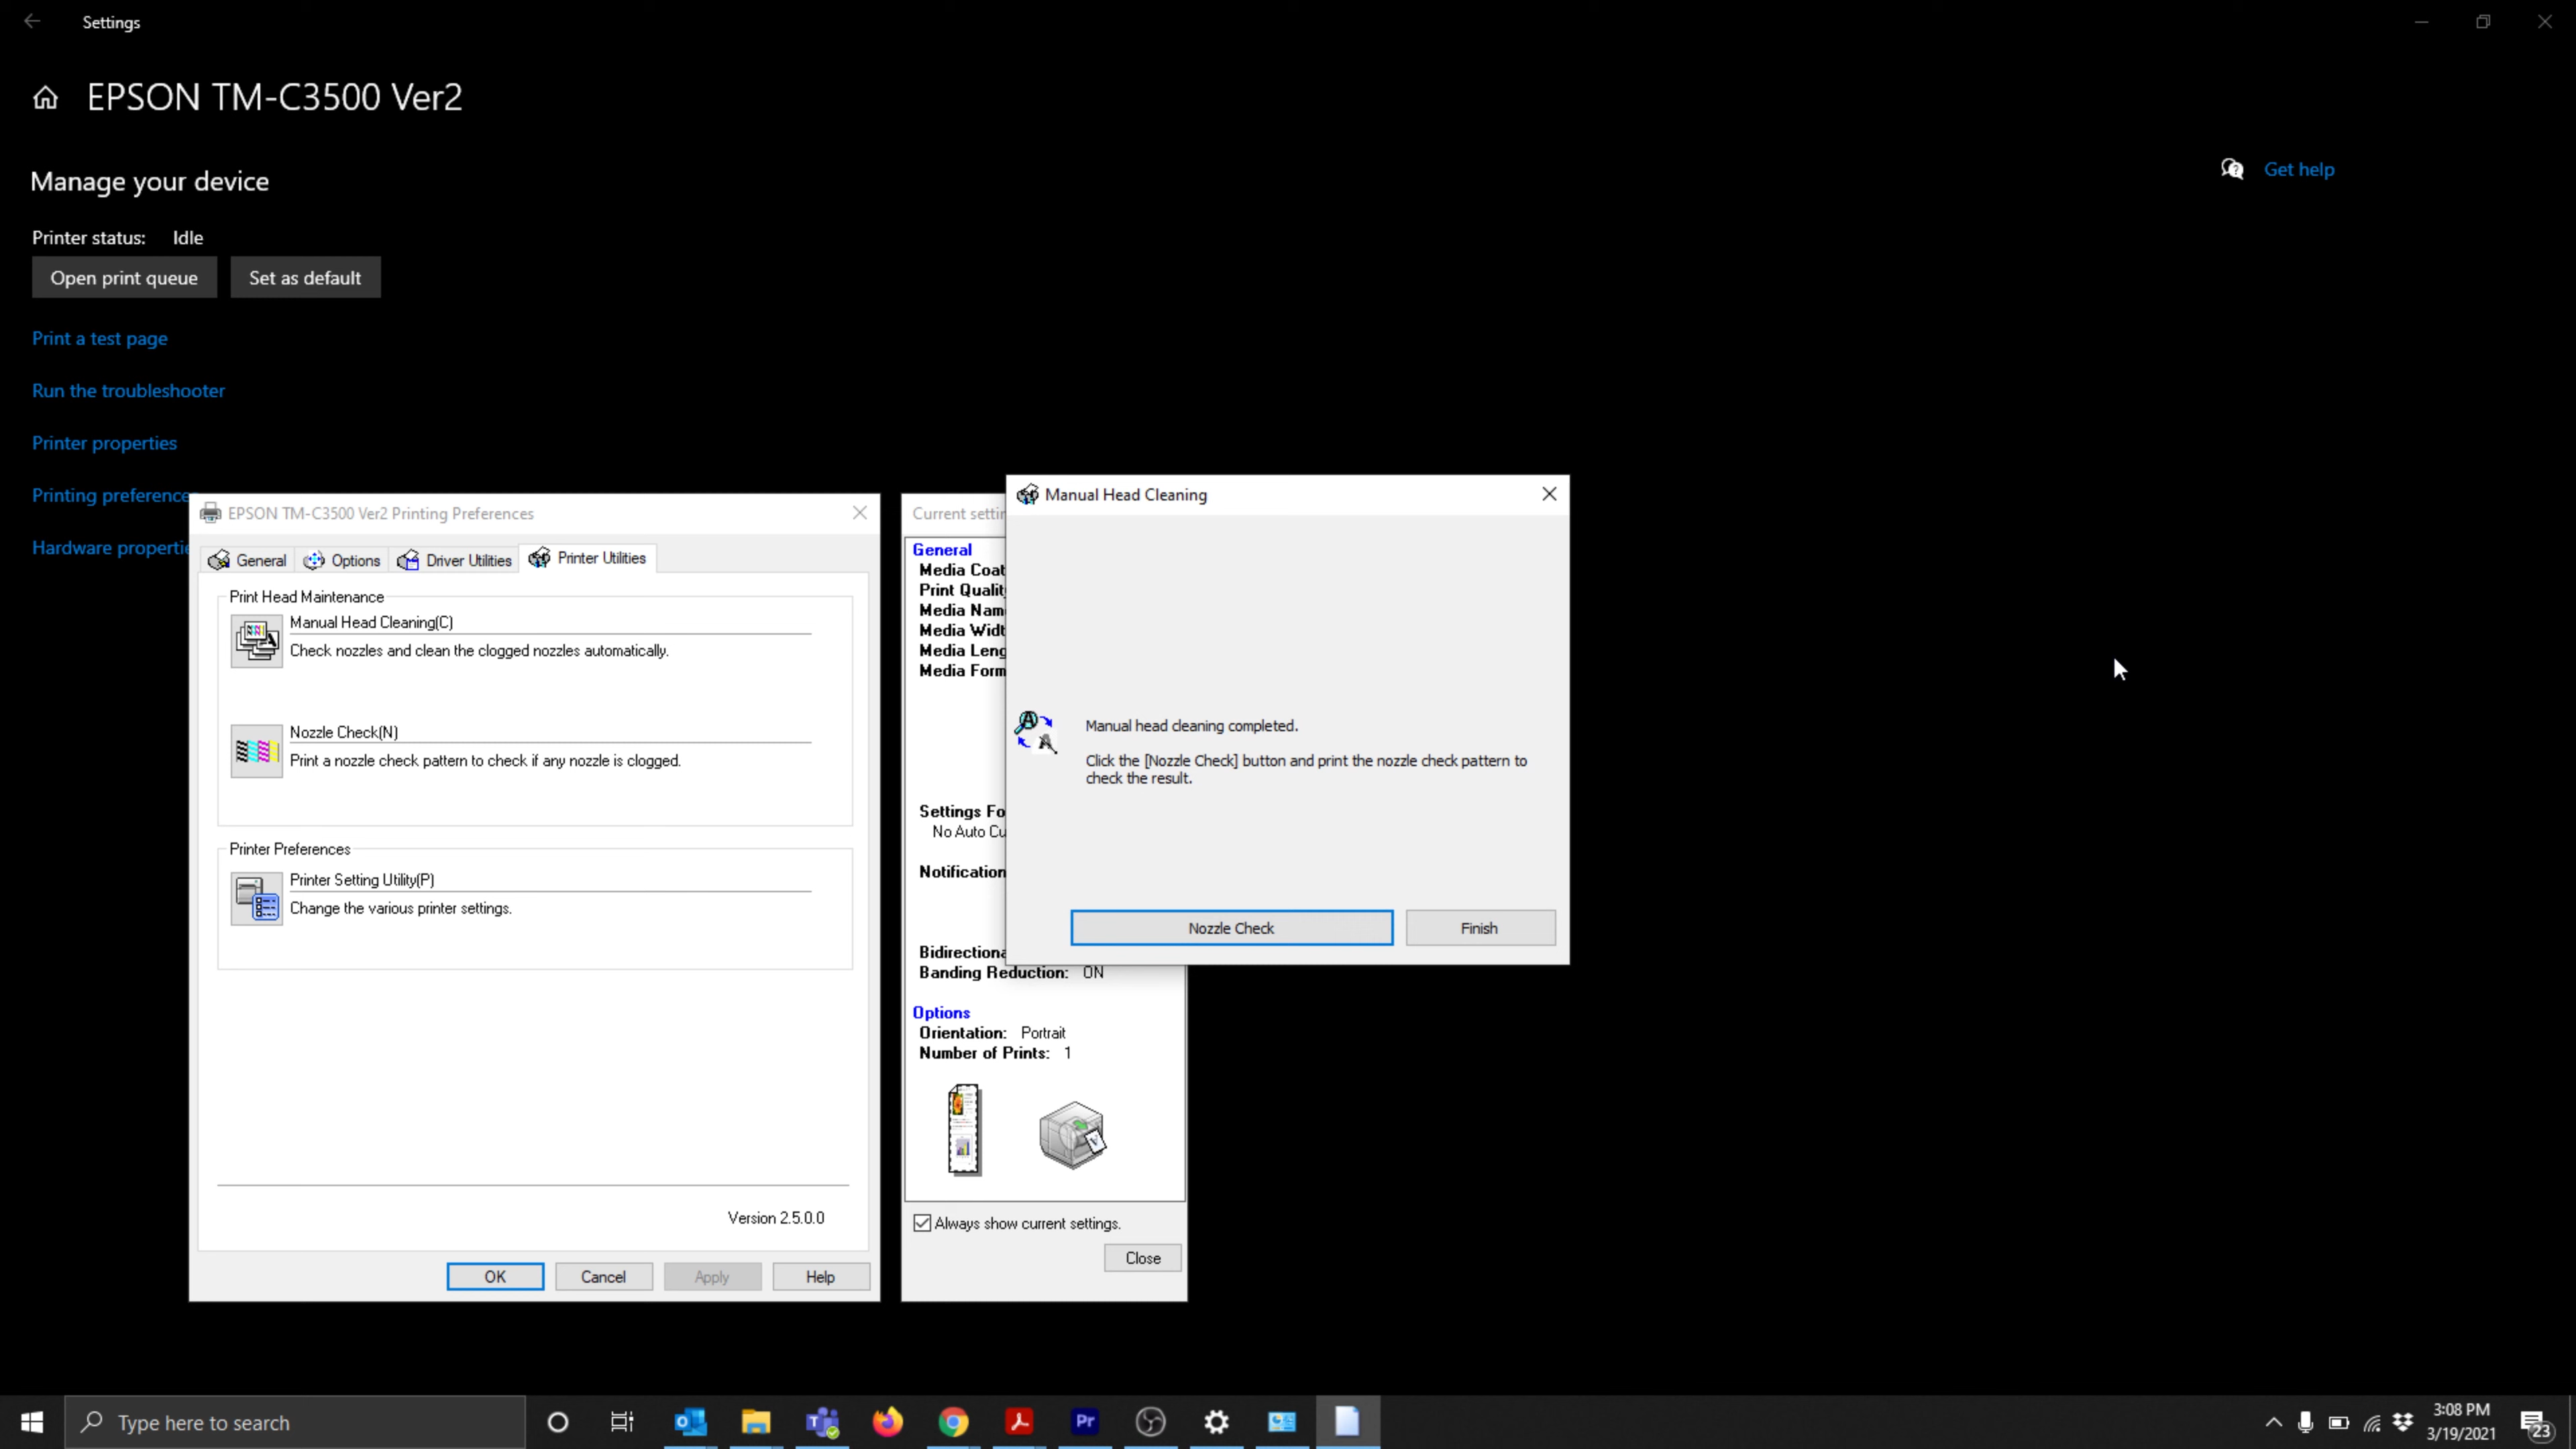 Settings
EPSON TM-C3500 Ver2
Manage your device
Get help
Printer status: Idle
Open print queue
Set as default
Print a test page
Run the troubleshooter
Printer properties
Printing preference
Hardware properti
EPSON TM-C3500 Ver2 Printing Preferences
General
Options
Driver Utilities
Printer Utilities
Print Head Maintenance
Manual Head Cleaning(C)
Check nozzles and clean the clogged nozzles automatically.
Nozzle Check(N)
Print a nozzle check pattern to check if any nozzle is clogged.
Printer Preferences
Printer Setting Utility(P)
Change the various printer settings.
Version 2.5.0.0
OK
Cancel
Apply
Help
Current settin
General
Media Coat
Print Qualit
Media Nam
Media Widt
Media Leng
Media Form
Settings Fo
No Auto Cu
Notification
Bidirectiona
Banding Reduction: ON
Options
Orientation: Portrait
Number of Prints: 1
Always show current settings.
Close
Manual Head Cleaning
Manual head cleaning completed.
Click the [Nozzle Check] button and print the nozzle check pattern to
check the result.
Nozzle Check
Finish
Type here to search
Pr
3:08 PM
3/19/2021
23